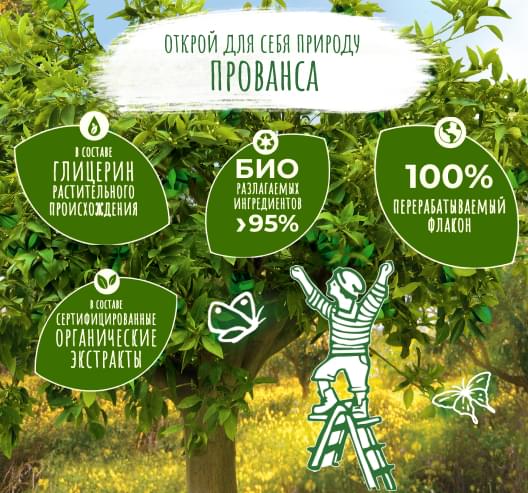 ОТКРОЙ ДЛЯ СЕБЯ ПРИРОДУ
ПРОВАНСА
В СОСТАВЕ
ГЛИЦЕРИН
РАСТИТЕЛЬНОГО
ПРОИСХОЖДЕНИЯ
БИО
РАЗЛАГАЕМЫХ
ИНГРЕДИЕНТОВ
>95%
100%
ПЕРЕРАБАТЫВАЕМЫЙ
ФЛАКОН
В СОСТАВЕ
СЕРТИФИЦИРОВАННЫЕ
ОРГАНИЧЕСКИЕ
ЭКСТРАКТЫ